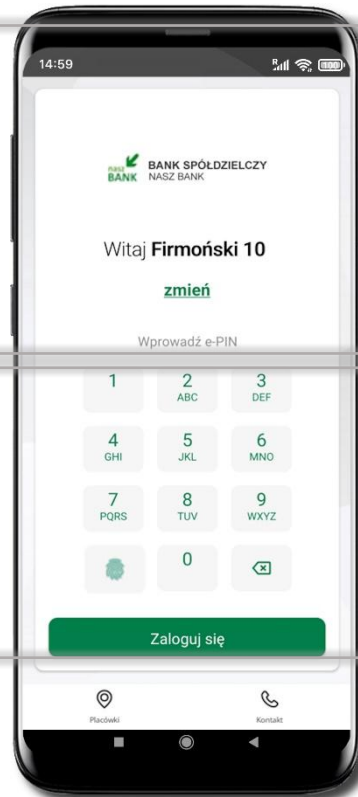 14:59
R
100
nasz
BANK
BANK SPÓŁDZIELCZY
NASZ BANK
Witaj Firmoński 10
zmień
Wprowadź e-PIN
1 2 3
ABC DEF
4 5 6
GHI JKL MNO
7 8 9
PQRS TUV WXYZ
0
Zaloguj się
Placówki Kontakt